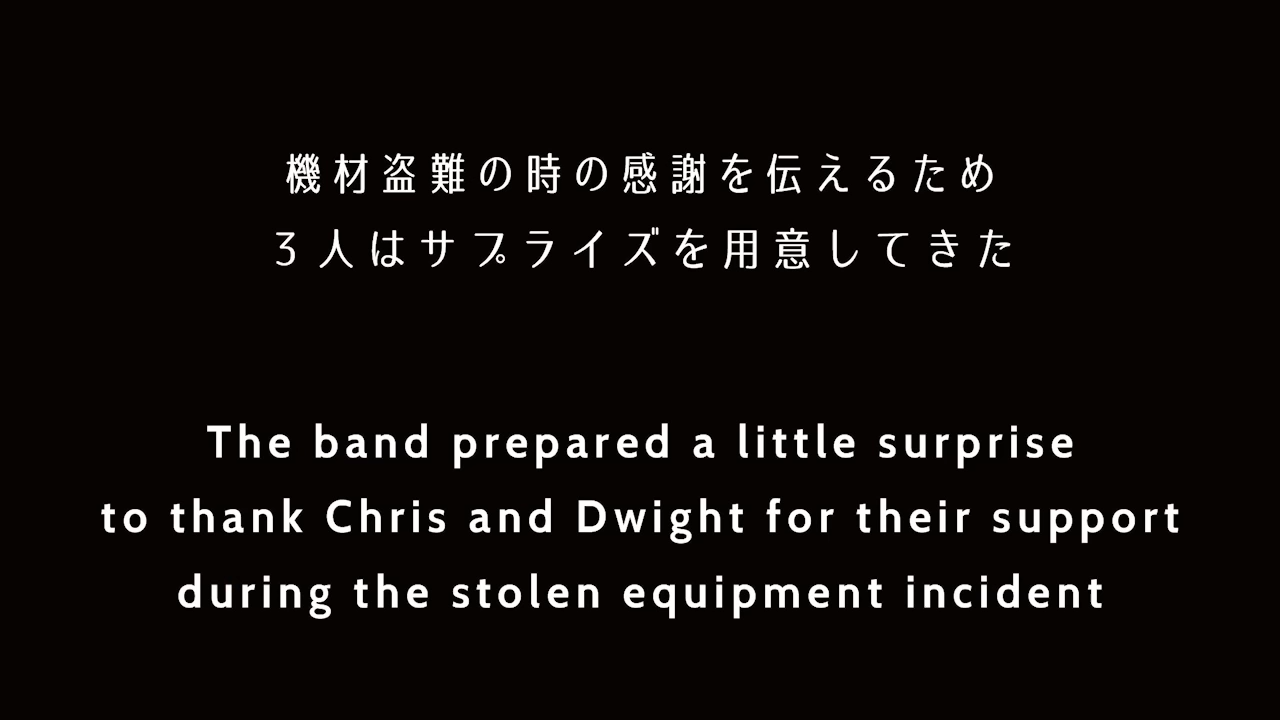 機材盗難の時の感謝を伝えるため
3人はサプライズを用意してきた
The band prepared a little surprise
to thank Chris and Dwight for their support
during the stolen equipment incident